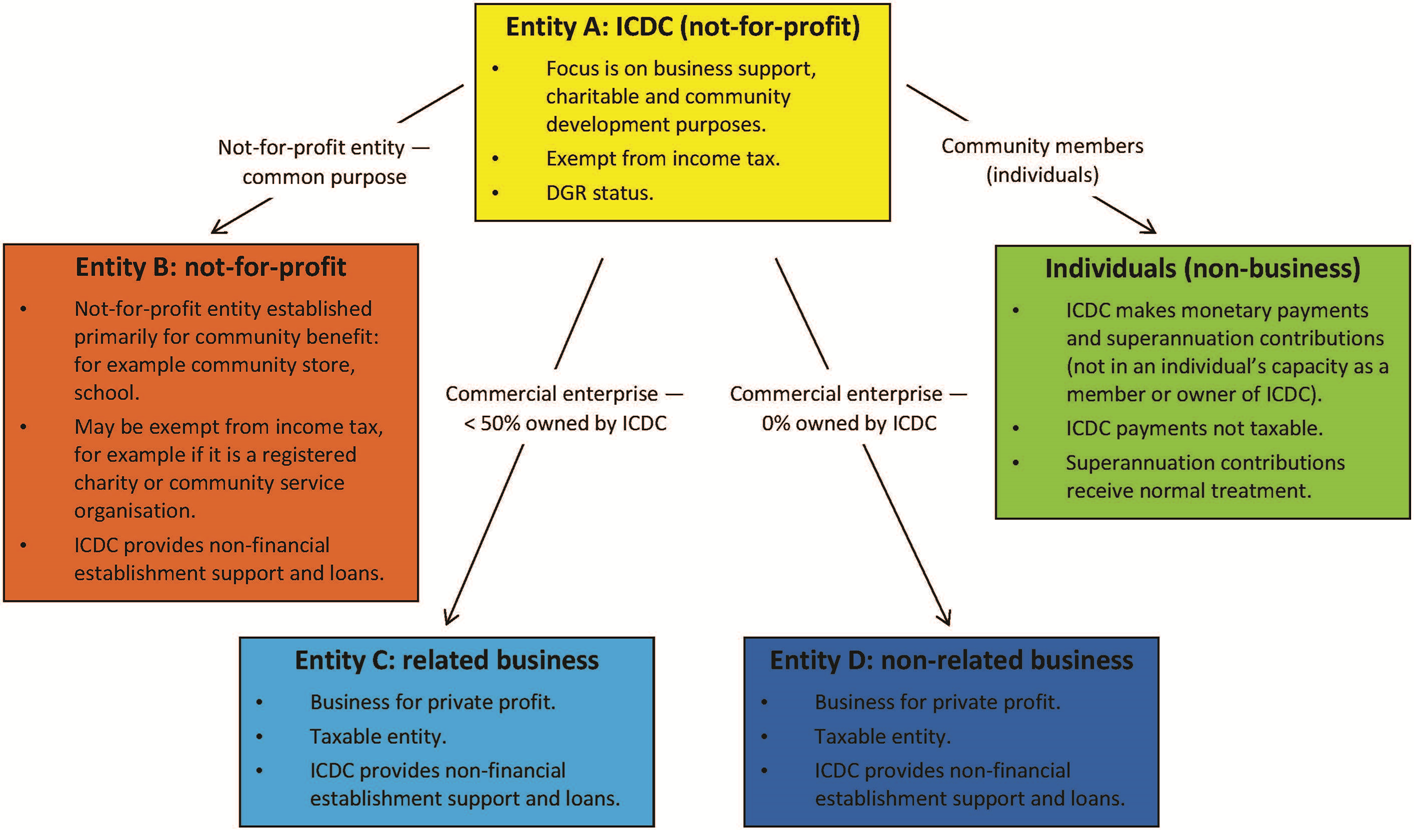 Entity A: ICDC (not-for-profit)
• Focus is on business support,
charitable and community
development purposes.
• Exempt from income tax.
• DGR status.
Not-for-profit entity —
common purpose
Community members
(individuals)
Entity B: not-for-profit
• Not-for-profit entity established
primarily for community benefit:
for example community store,
school.
• May be exempt from income tax,
for example if it is a registered
charity or community service
organisation.
• ICDC provides non-financial
establishment support and loans.
Commercial enterprise —
< 50% owned by ICDC
Commercial enterprise —
0% owned by ICDC
Individuals (non-business)
• ICDC makes monetary payments
and superannuation contributions
(not in an individual’s capacity as a
member or owner of ICDC).
• ICDC payments not taxable.
• Superannuation contributions
receive normal treatment.
Entity C: related business
• Business for private profit.
• Taxable entity.
• ICDC provides non-financial
establishment support and loans.
Entity D: non-related business
• Business for private profit.
• Taxable entity.
• ICDC provides non-financial
establishment support and loans.